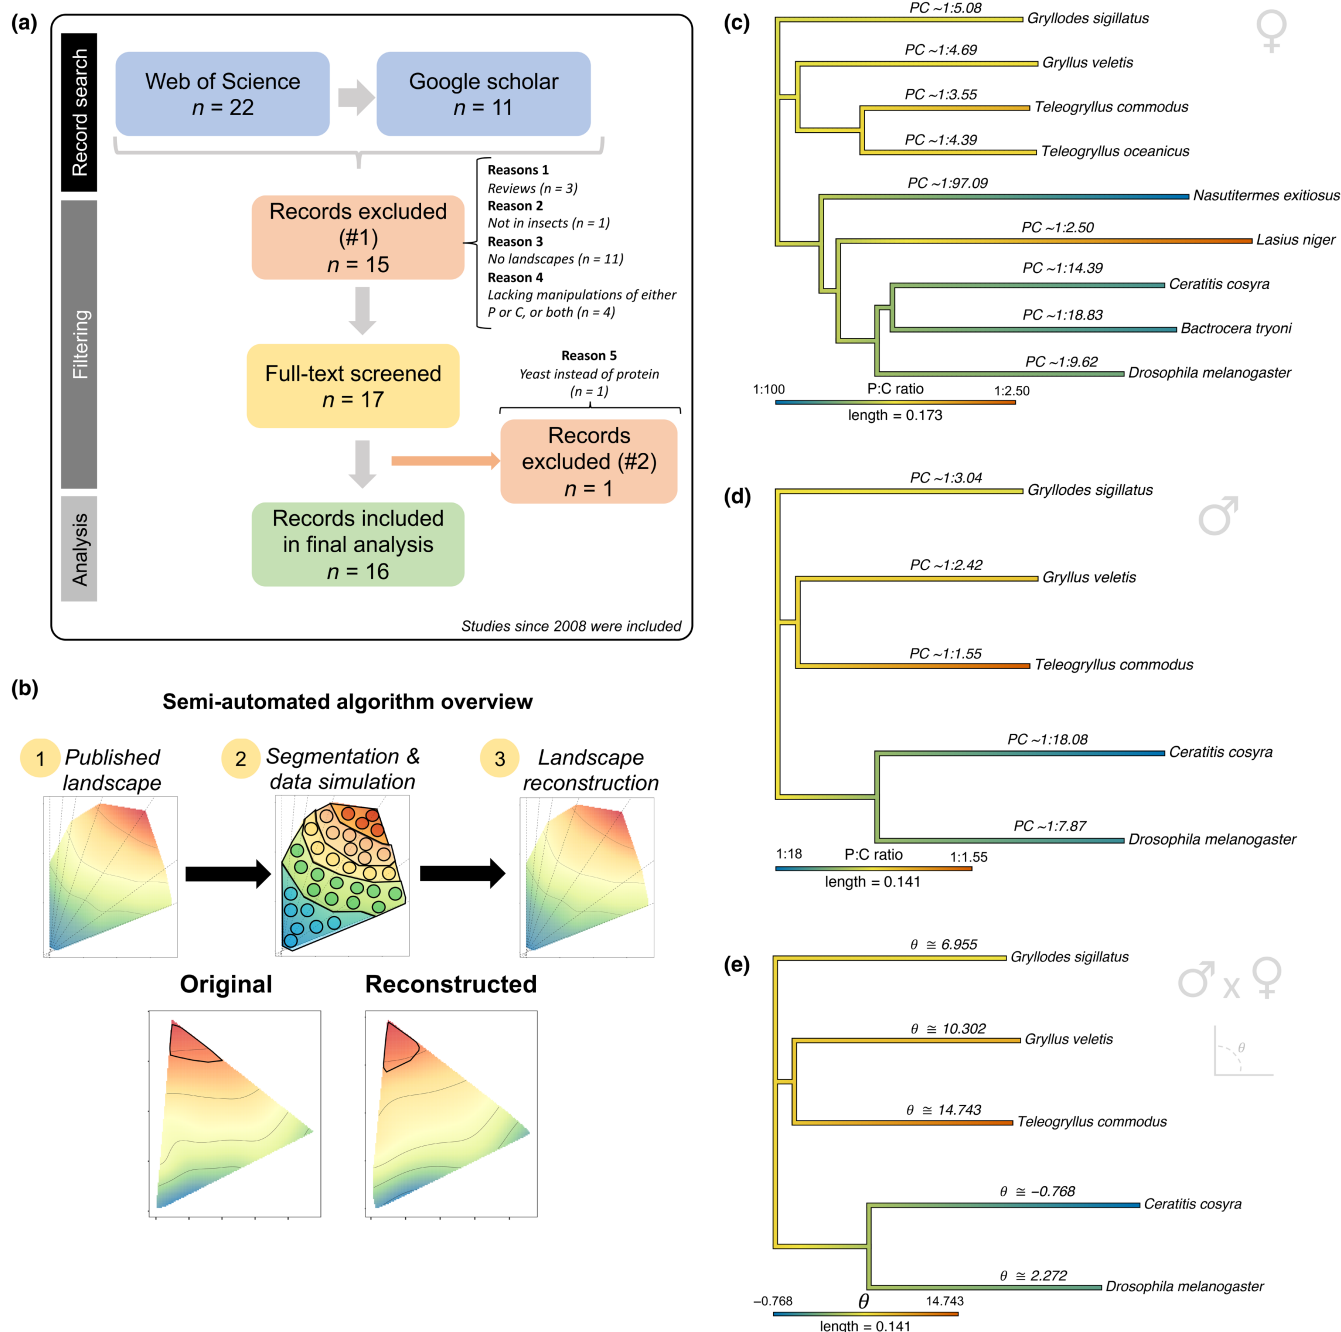 (a)
Record search
Web of Science
n = 22
Google scholar
n = 11
Filtering
Records excluded
(#1)
n = 15
Reasons 1
Reviews (n = 3)
Reason 2
Not in insects (n = 1)
Reason 3
No landscapes (n = 11)
Reason 4
Lacking manipulations of either
P or C, or both (n = 4)
Full-text screened
n = 17
Reason 5
Yeast instead of protein
(n = 1)
Records
excluded (#2)
n = 1
Analysis
Records included
in final analysis
n = 16
Studies since 2008 were included
(b)
Semi-automated algorithm overview
1 Published
landscape
2 Segmentation &
data simulation
3 Landscape
reconstruction
Original
Reconstructed
(c)
♀
PC ~1:5.08
Gryllodes sigillatus
PC ~1:4.69
Gryllus veletis
PC ~1:3.55
Teleogryllus commodus
PC ~1:4.39
Teleogryllus oceanicus
PC ~1:97.09
Nasutitermes exitiosus
PC ~1:2.50
Lasius niger
PC ~1:14.39
Ceratitis cosyra
PC ~1:18.83
Bactrocera tryoni
PC ~1:9.62
Drosophila melanogaster
1:100 P:C ratio 1:2.50
length = 0.173
(d)
♂
PC ~1:3.04
Gryllodes sigillatus
PC ~1:2.42
Gryllus veletis
PC ~1:1.55
Teleogryllus commodus
PC ~1:18.08
Ceratitis cosyra
PC ~1:7.87
Drosophila melanogaster
1:18 P:C ratio 1:1.55
length = 0.141
(e)
♂ x ♀
θ
θ ≅ 6.955
Gryllodes sigillatus
θ ≅ 10.302
Gryllus veletis
θ ≅ 14.743
Teleogryllus commodus
θ ≅ −0.768
Ceratitis cosyra
θ ≅ 2.272
Drosophila melanogaster
−0.768 θ 14.743
length = 0.141